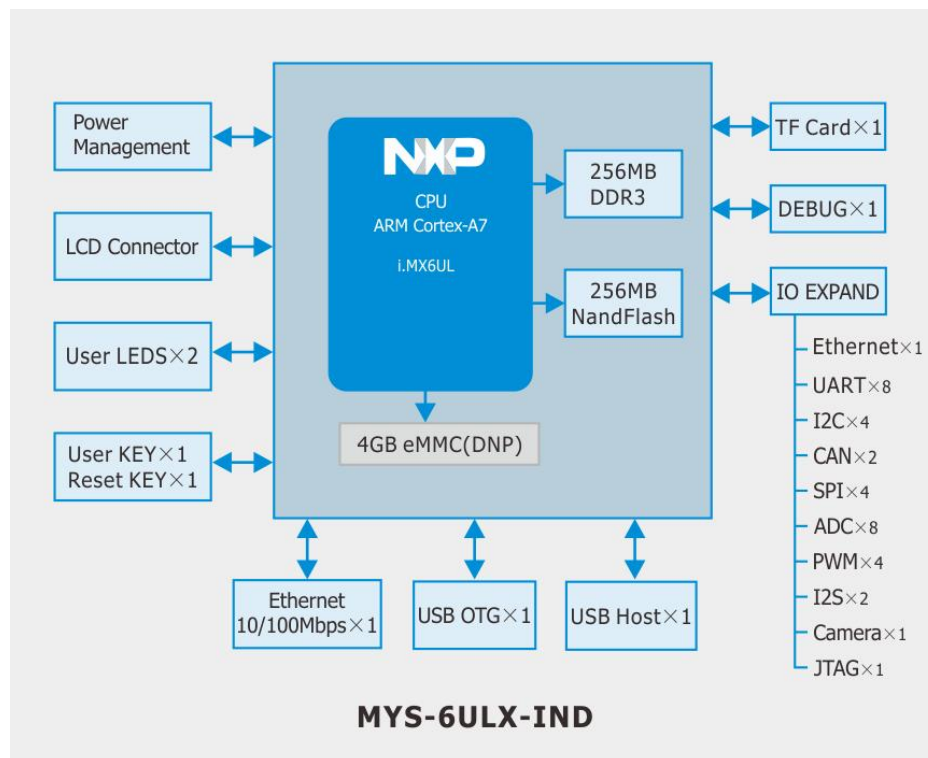 Power
Management
LCD Connector
User LEDS×2
User KEY×1
Reset KEY×1
NXP
CPU
ARM Cortex-A7
i.MX6UL
256MB
DDR3
256MB
NandFlash
4GB eMMC(DNP)
TF Card×1
DEBUG×1
IO EXPAND
Ethernet×1
UART×8
I2C×4
CAN×2
SPI×4
ADC×8
PWM×4
I2S×2
Camera×1
JTAG×1
Ethernet
10/100Mbps×1
USB OTG×1
USB Host×1
MYS-6ULX-IND